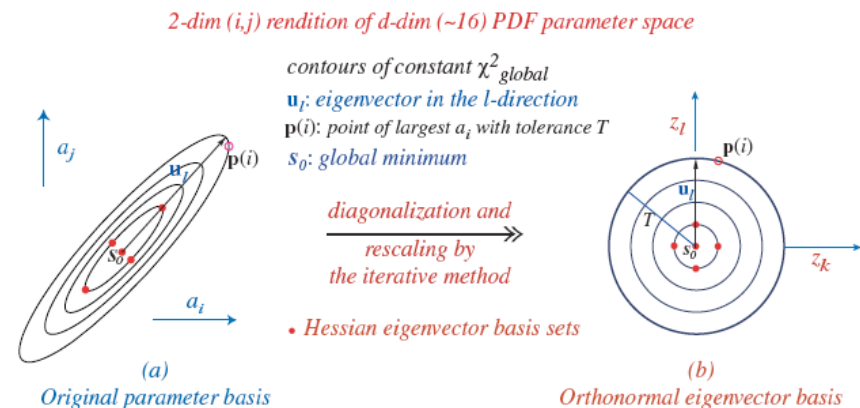 2-dim (i,j) rendition of d-dim (~16) PDF parameter space
contours of constant χ²global
u_l: eigenvector in the l-direction
p(i): point of largest a_i with tolerance T
s_0: global minimum
a_j
p(i)
u_l
s_0
a_i
diagonalization and
rescaling by
the iterative method
• Hessian eigenvector basis sets
z_l
p(i)
u_l
T
s_0
z_k
(a)
Original parameter basis
(b)
Orthonormal eigenvector basis